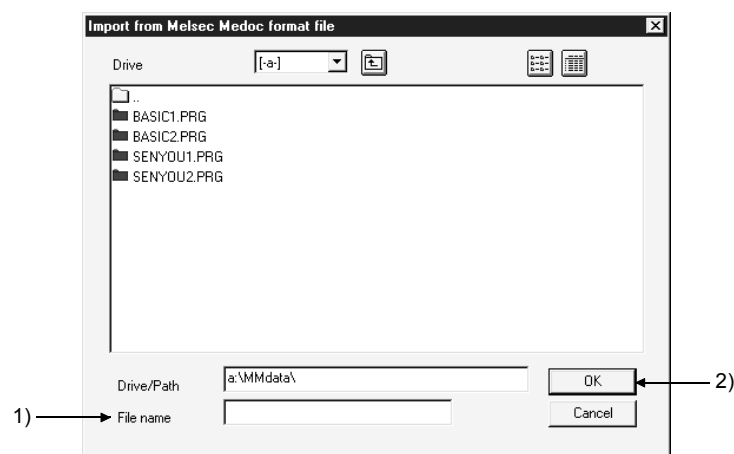 Import from Melsec Medoc format file
Drive [-a-]
..
BASIC1.PRG
BASIC2.PRG
SENYOU1.PRG
SENYOU2.PRG
Drive/Path a:\MMdata\ OK 2)
1) File name Cancel